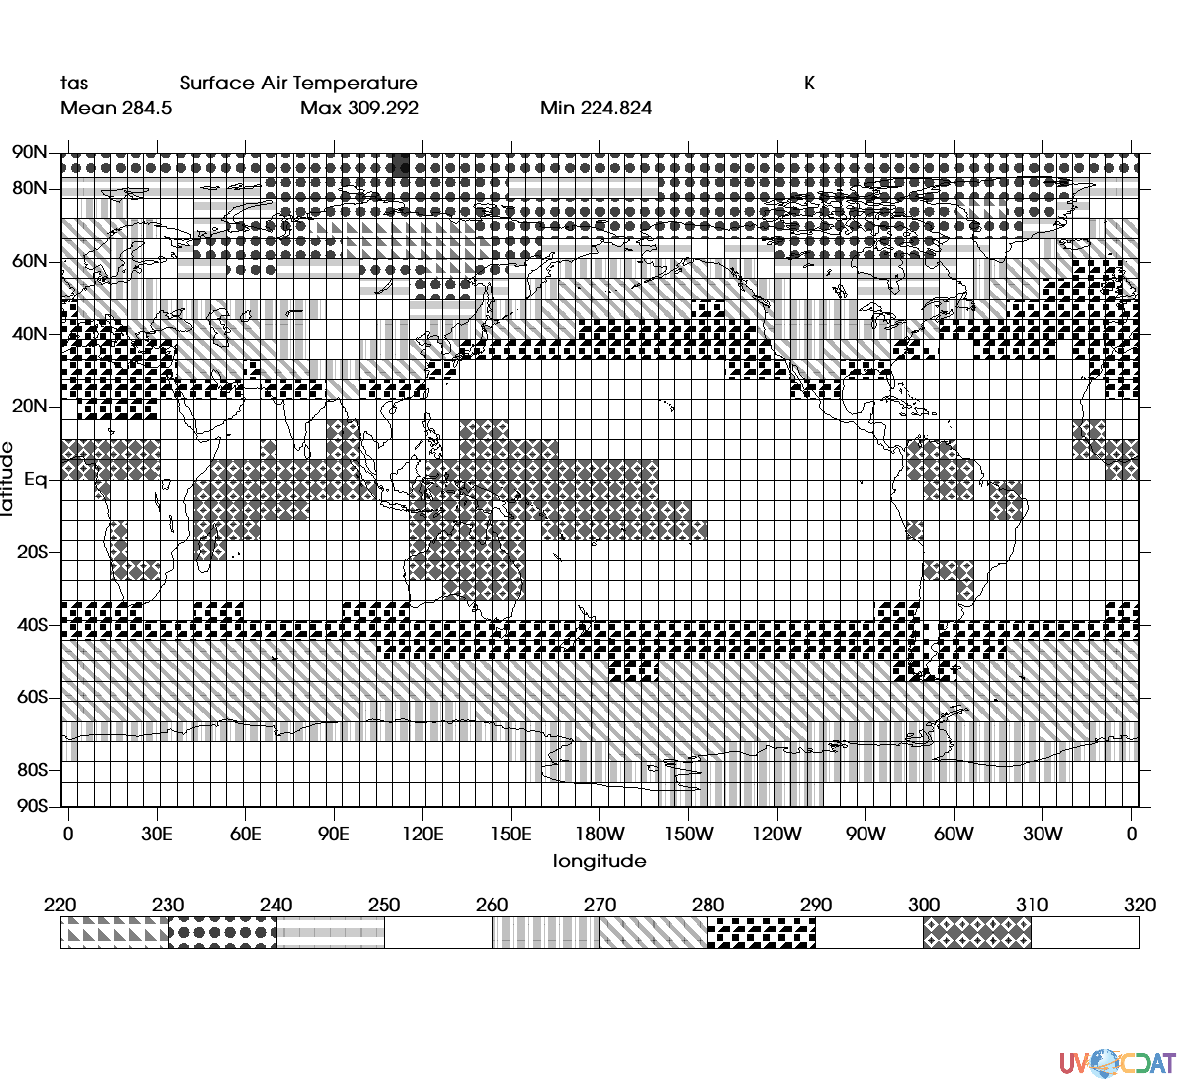 tas Surface Air Temperature K
Mean 284.5 Max 309.292 Min 224.824
90N
80N
60N
40N
20N
Eq
20S
40S
60S
80S
90S
latitude
0 30E 60E 90E 120E 150E 180W 150W 120W 90W 60W 30W 0
longitude
220 230 240 250 260 270 280 290 300 310 320
UVCDAT